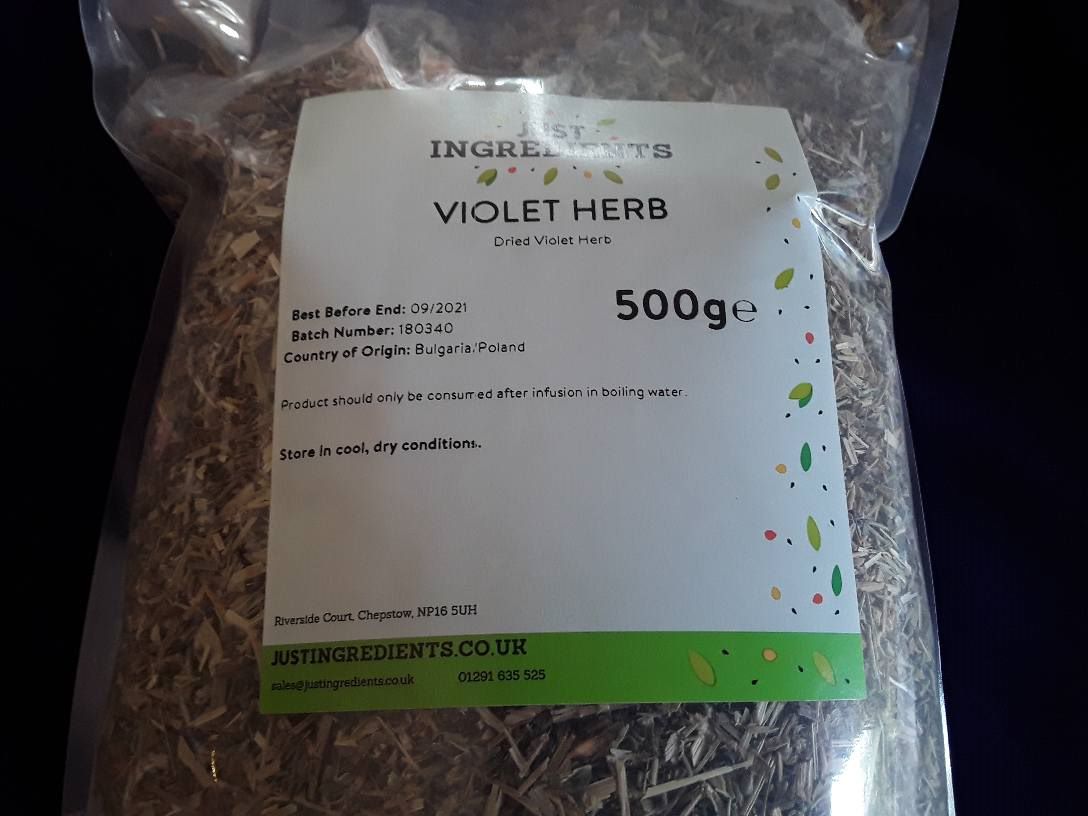 JUST
INGREDIENTS
VIOLET HERB
Dried Violet Herb
Best Before End: 09/2021
500g℮
Batch Number: 180340
Country of Origin: Bulgaria/Poland
Product should only be consumed after infusion in boiling water.
Store in cool, dry conditions.
Riverside Court, Chepstow, NP16 5UH
JUSTINGREDIENTS.CO.UK
sales@justingredients.co.uk 01291 635 525